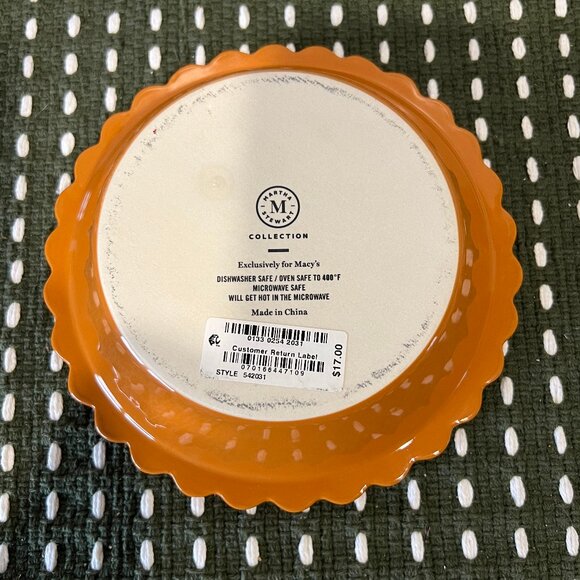 MARTHA
M
STEWART
COLLECTION
Exclusively for Macy's
DISHWASHER SAFE / OVEN SAFE TO 400°F
MICROWAVE SAFE
WILL GET HOT IN THE MICROWAVE
Made in China
0133 0254 2031
Customer Return Label
070166447109
STYLE 542031
$17.00